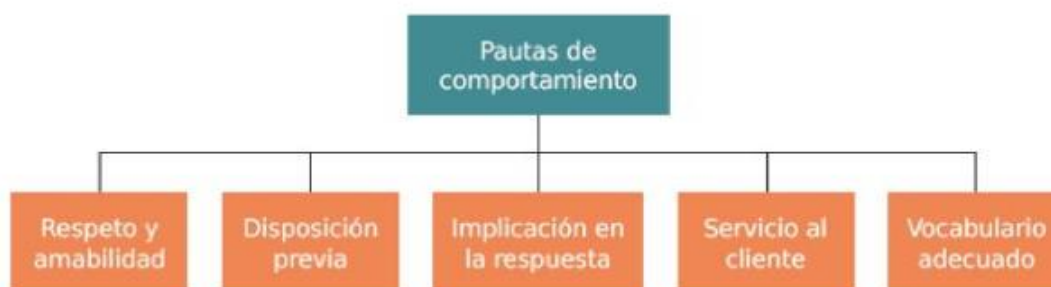 Pautas de
comportamiento
Respeto y
amabilidad
Disposición
previa
Implicación en
la respuesta
Servicio al
cliente
Vocabulario
adecuado